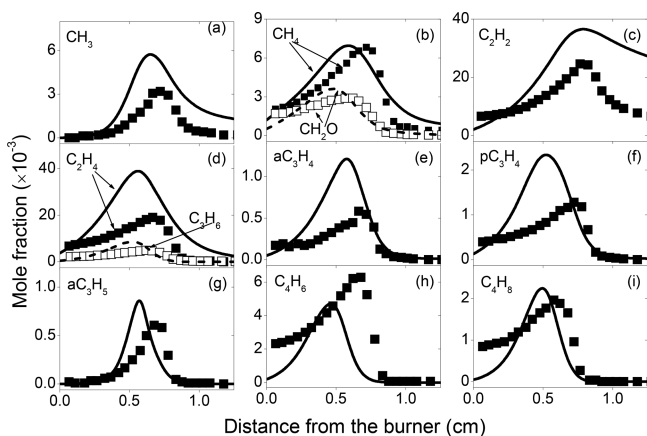 CH3 (a)
6
3
0
CH4 (b)
CH2O
9
6
3
0
C2H2 (c)
40
20
0
(d) C2H4
C3H6
40
20
0
aC3H4 (e)
1.0
0.5
0.0
pC3H4 (f)
2
1
0
aC3H5 (g)
1.0
0.5
0.0
C4H6 (h)
6
4
2
0
C4H8 (i)
2
1
0
0.0 0.5 1.0
0.0 0.5 1.0
0.0 0.5 1.0
Mole fraction (×10-3)
Distance from the burner (cm)